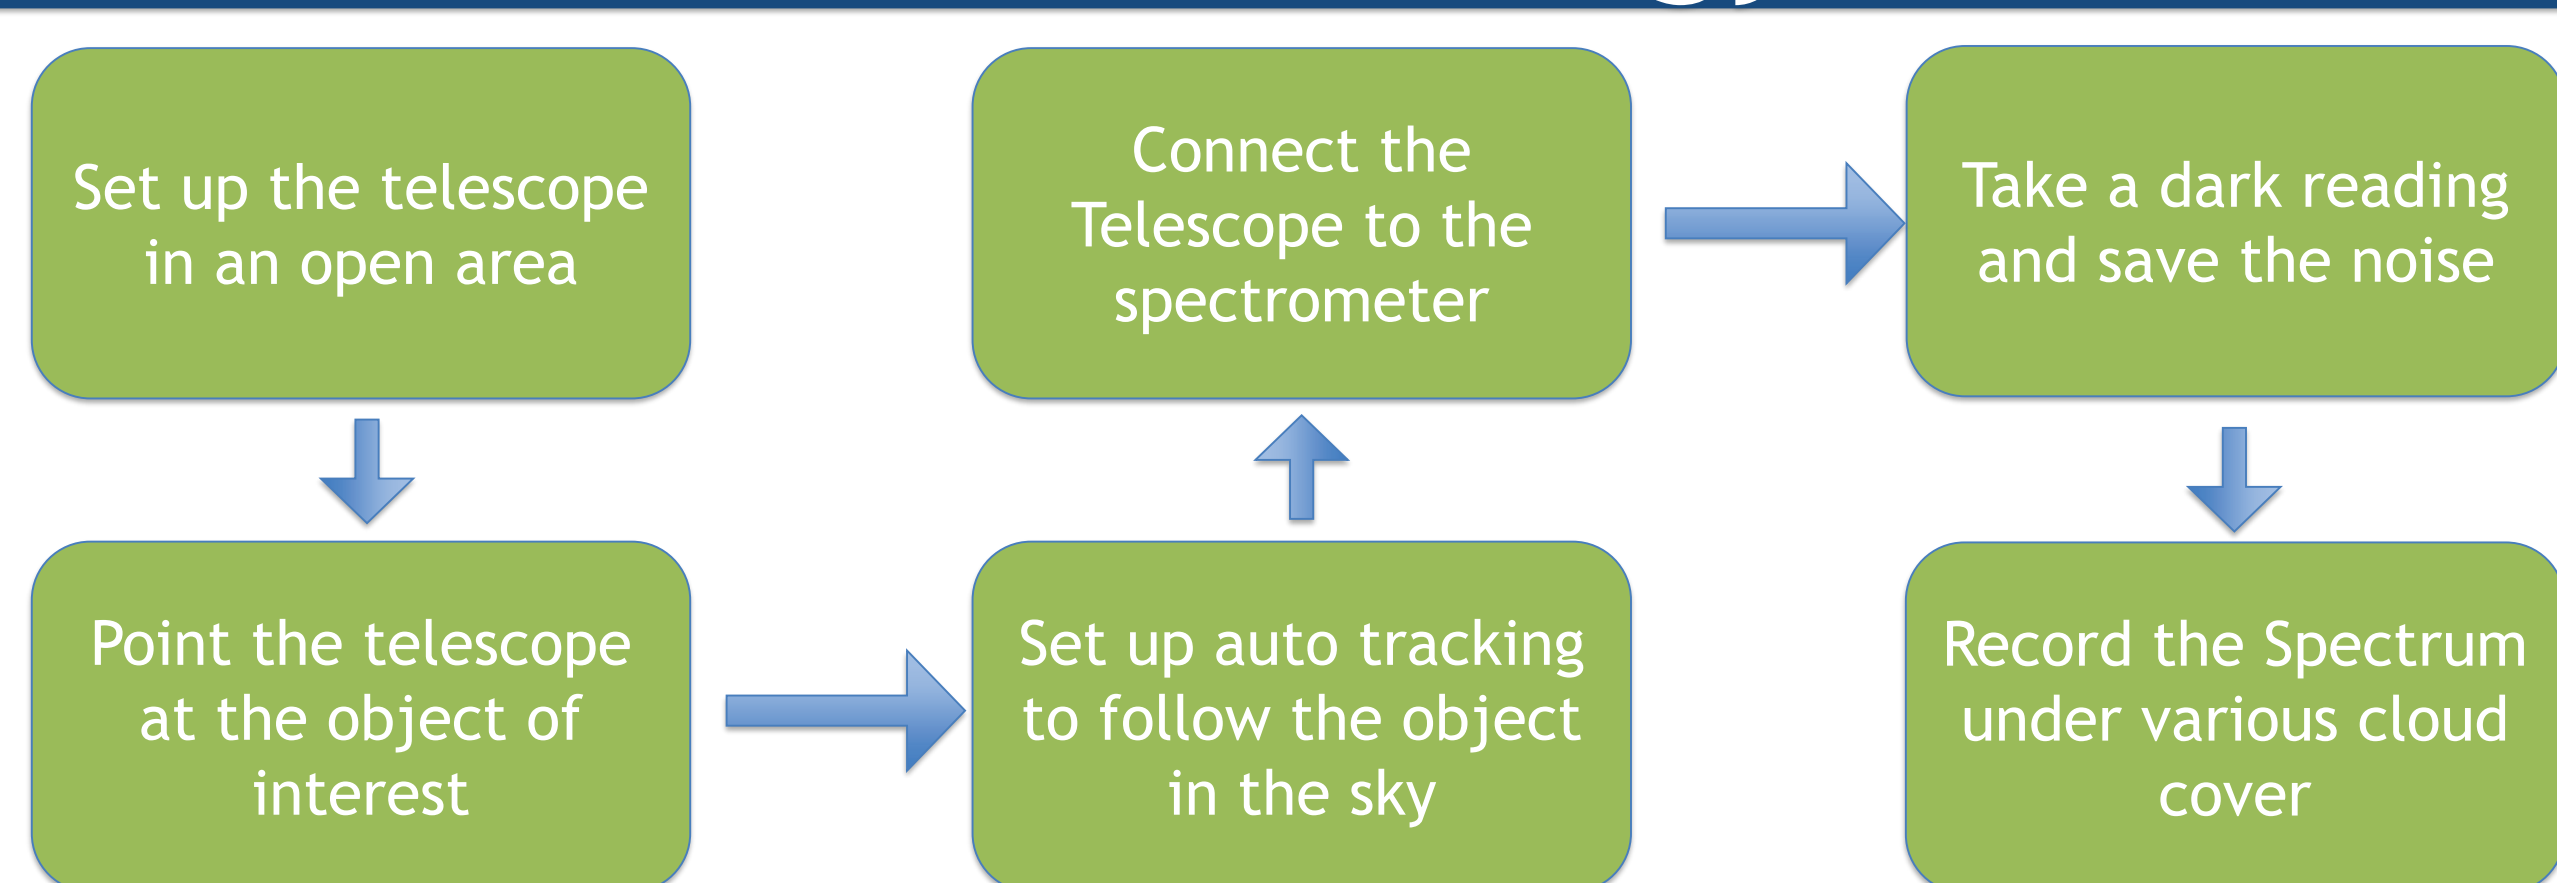 Set up the telescope
in an open area
Point the telescope
at the object of
interest
Set up auto tracking
to follow the object
in the sky
Connect the
Telescope to the
spectrometer
Take a dark reading
and save the noise
Record the Spectrum
under various cloud
cover